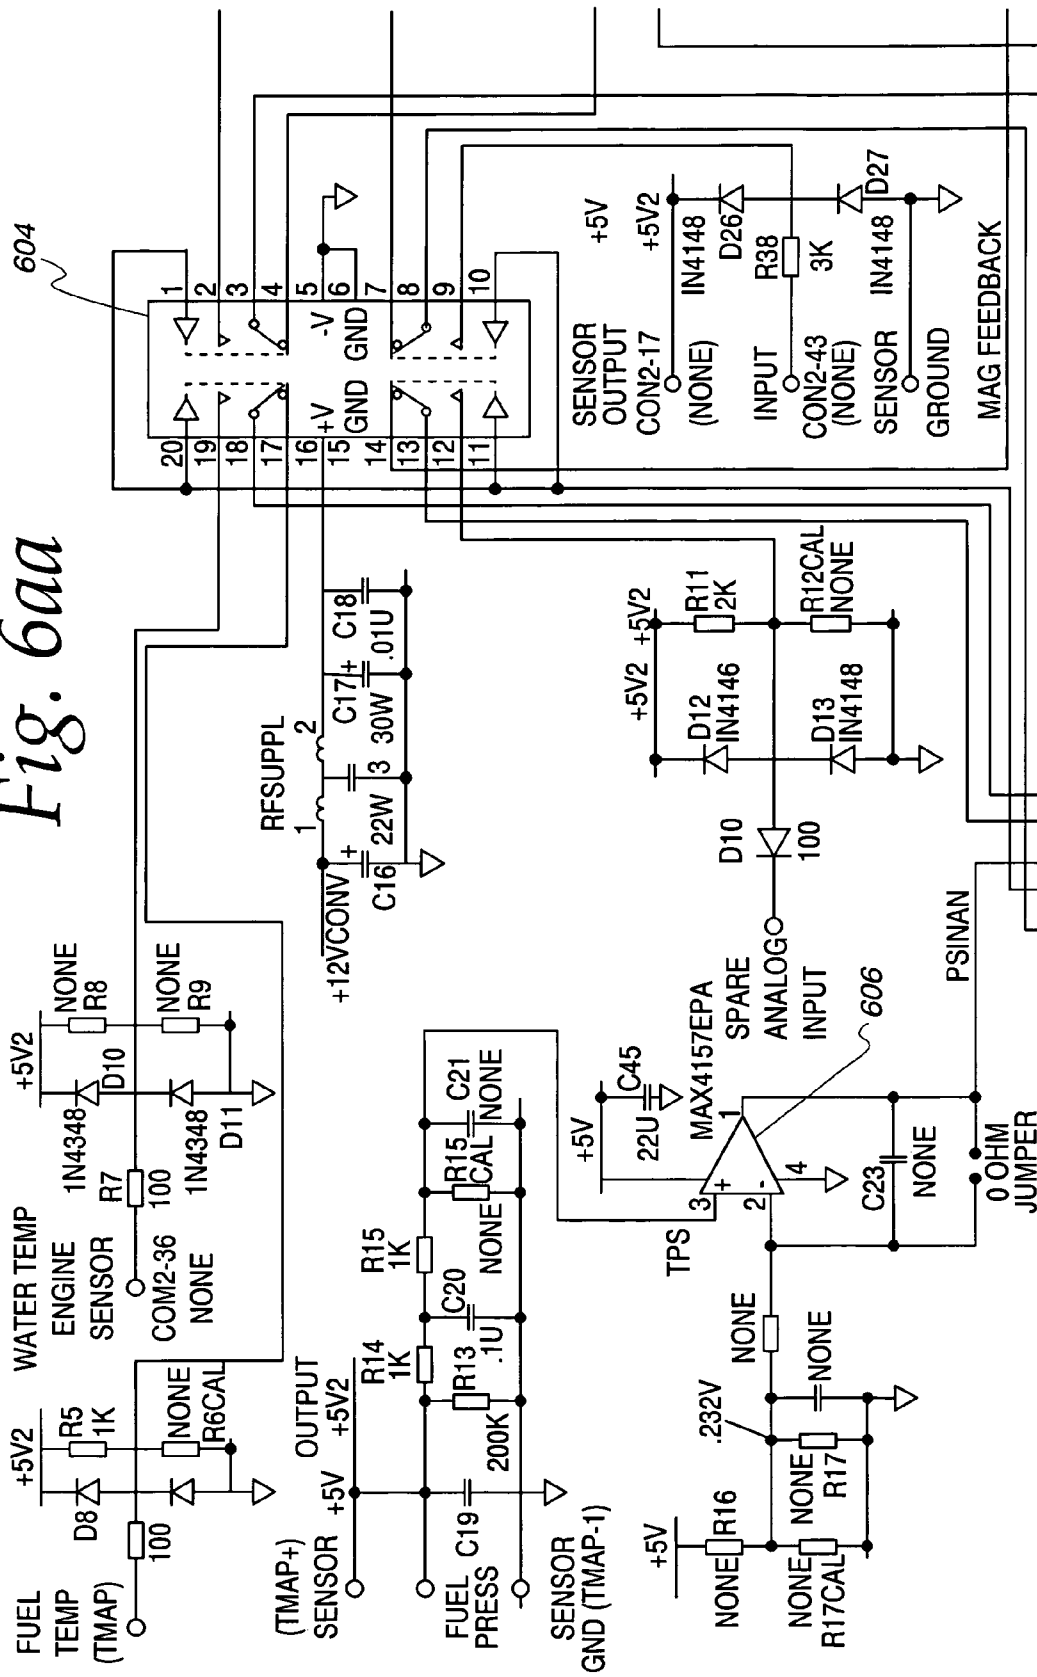 Fig. 6aa
604
FUEL
TEMP
(TMAP)
100
+5V2
D8
R5
1K
NONE
R6CAL
WATER TEMP
ENGINE
SENSOR
COM2-36
NONE
R7
100
1N4348
1N4348
+5V2
D10
D11
NONE
R8
NONE
R9
(TMAP+)
SENSOR
OUTPUT
+5V
+5V2
FUEL
PRESS
SENSOR
GND (TMAP-1)
C19
200K
R13
R14
1K
C20
.1U
R15
1K
R15
CAL
NONE
C21
NONE
+12VCONV
RFSUPPL
1
2
3
C16
22W
+
C17
+
30W
C18
.01U
20
19
18
17
16
15
14
13
12
11
+V
GND
-V
GND
1
2
3
4
5
6
7
8
9
10
+5V
C45
22U
MAX4157EPA
TPS
3
+
2
-
1
4
606
C23
NONE
0 OHM
JUMPER
PSINAN
+5V
NONE
R16
NONE
R17CAL
NONE
R17
.232V
NONE
NONE
SPARE
ANALOG
INPUT
D10
100
+5V2
+5V2
D12
IN4146
D13
IN4148
R11
2K
R12CAL
NONE
SENSOR
OUTPUT
CON2-17
(NONE)
+5V
+5V2
IN4148
D26
INPUT
CON2-43
(NONE)
R38
3K
SENSOR
GROUND
IN4148
D27
MAG FEEDBACK